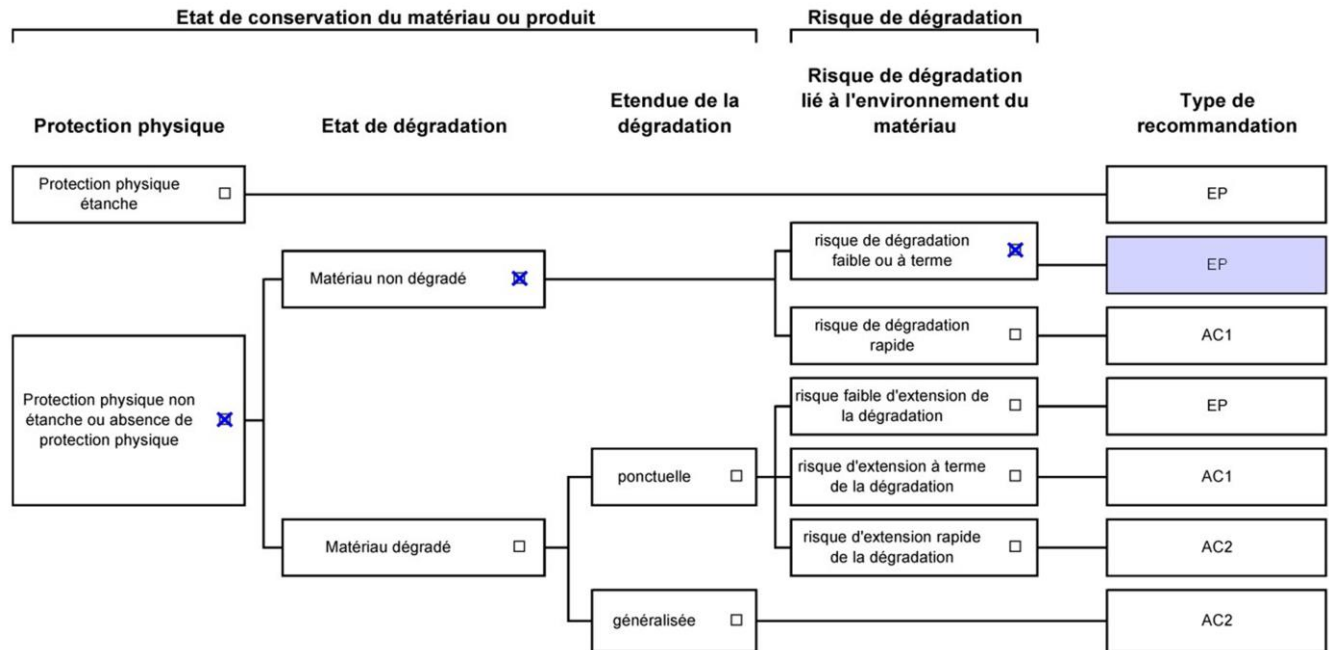 Etat de conservation du matériau ou produit
Risque de dégradation
Protection physique
Etat de dégradation
Etendue de la
dégradation
Risque de dégradation
lié à l'environnement du
matériau
Type de
recommandation
Protection physique
étanche
EP
Protection physique non
étanche ou absence de
protection physique
Matériau non dégradé
risque de dégradation
faible ou à terme
EP
risque de dégradation
rapide
AC1
Matériau dégradé
ponctuelle
risque faible d'extension de
la dégradation
EP
risque d'extension à terme
de la dégradation
AC1
risque d'extension rapide
de la dégradation
AC2
généralisée
AC2